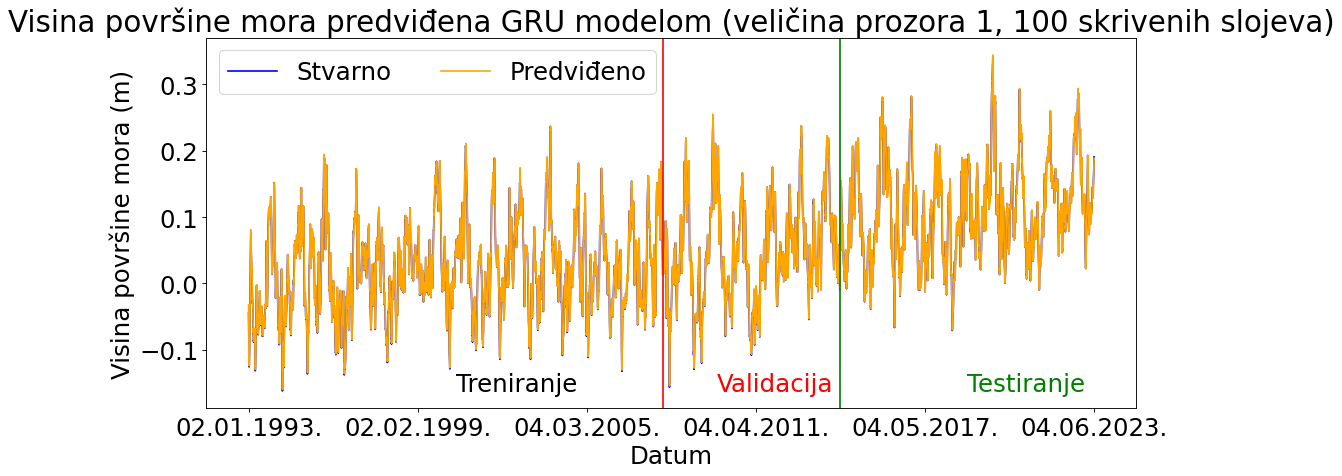 Visina površine mora predviđena GRU modelom (veličina prozora 1, 100 skrivenih slojeva)
Stvarno
Predviđeno
Visina površine mora (m)
0.3
0.2
0.1
0.0
−0.1
Treniranje
Validacija
Testiranje
02.01.1993.
02.02.1999.
04.03.2005.
04.04.2011.
04.05.2017.
04.06.2023.
Datum